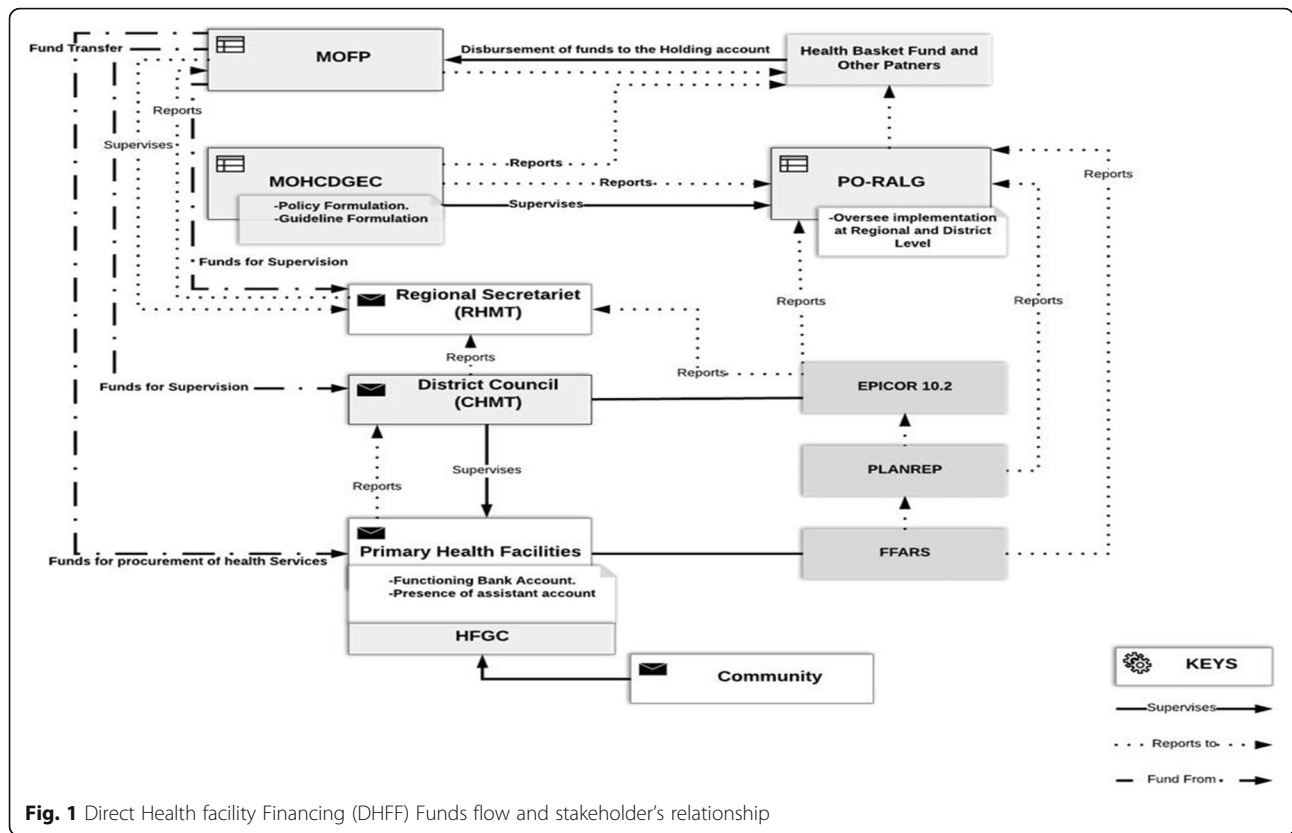 Fund Transfer
MOFP
Disbursement of funds to the Holding account
Health Basket Fund and
Other Patners
Reports
Supervises
MOHCDGEC
-Policy Formulation.
-Guideline Formulation
Reports
Reports
Supervises
PO-RALG
-Oversee implementation
at Regional and District
Level
Reports
Funds for Supervision
Regional Secretariet
(RHMT)
Reports
Reports
Reports
Reports
Funds for Supervision
District Council
(CHMT)
EPICOR 10.2
Supervises
Reports
PLANREP
Primary Health Facilities
Funds for procurement of health Services
FFARS
-Functioning Bank Account.
-Presence of assistant account
HFGC
Community
KEYS
Supervises
Reports to
Fund From
Fig. 1 Direct Health facility Financing (DHFF) Funds flow and stakeholder's relationship